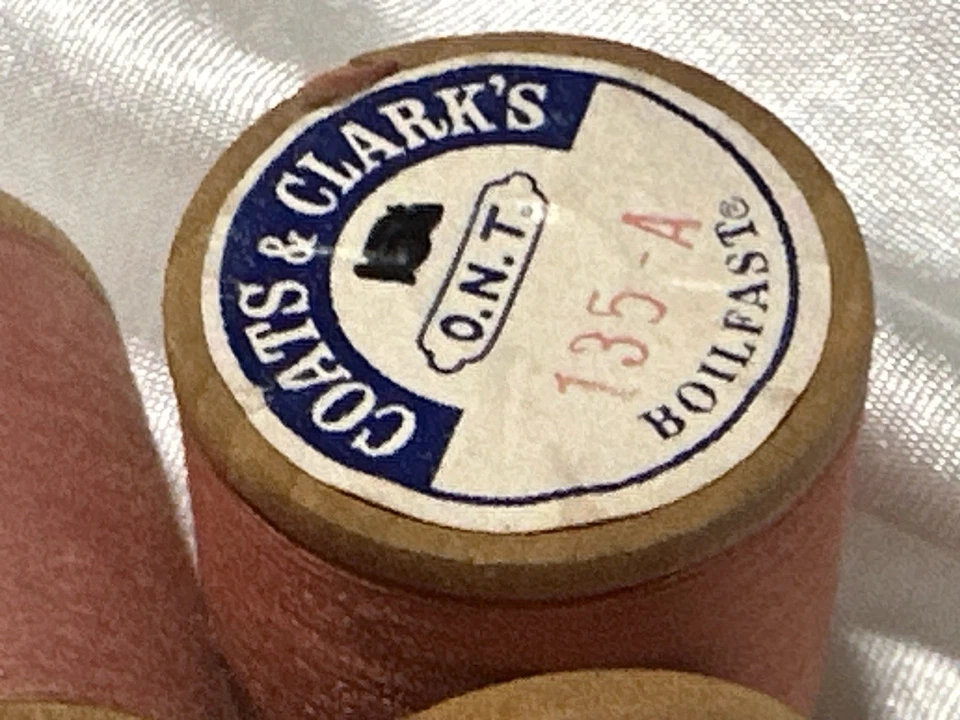 COATS & CLARK'S
O.N.T.
135-A
BOILFAST®